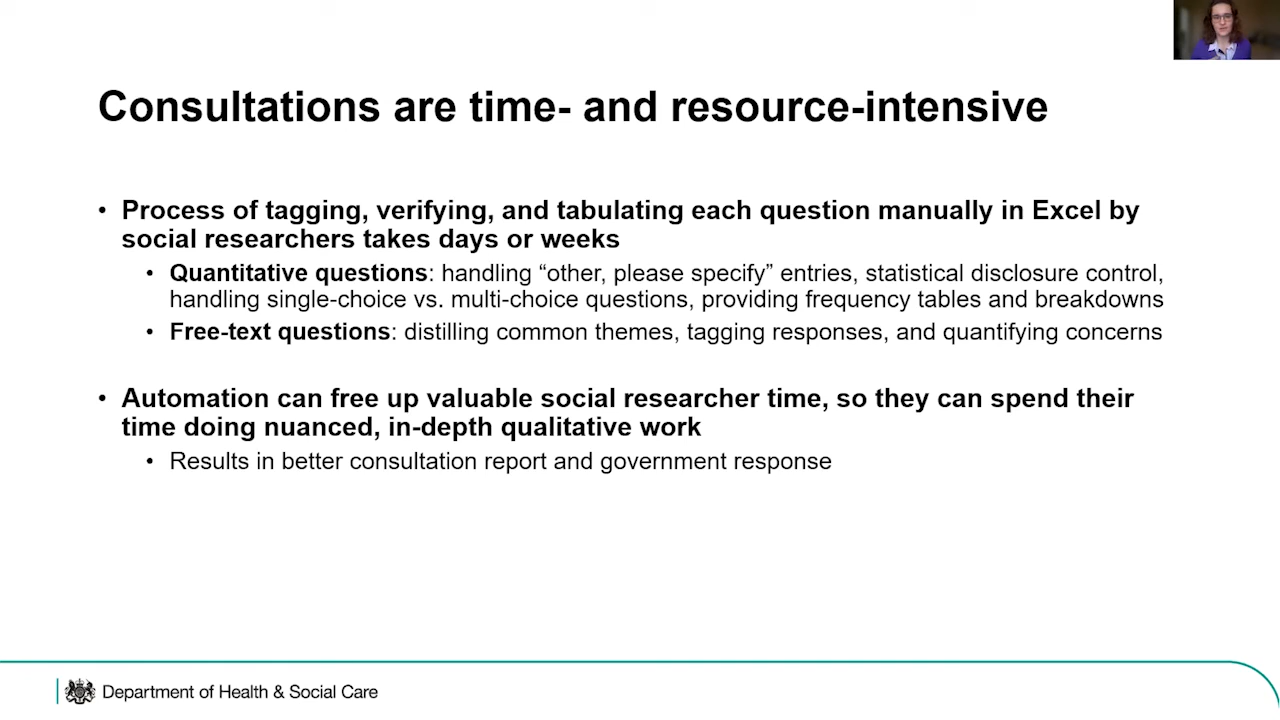 Consultations are time- and resource-intensive
• Process of tagging, verifying, and tabulating each question manually in Excel by
social researchers takes days or weeks
• Quantitative questions: handling “other, please specify” entries, statistical disclosure control,
handling single-choice vs. multi-choice questions, providing frequency tables and breakdowns
• Free-text questions: distilling common themes, tagging responses, and quantifying concerns
• Automation can free up valuable social researcher time, so they can spend their
time doing nuanced, in-depth qualitative work
• Results in better consultation report and government response
Department of Health & Social Care